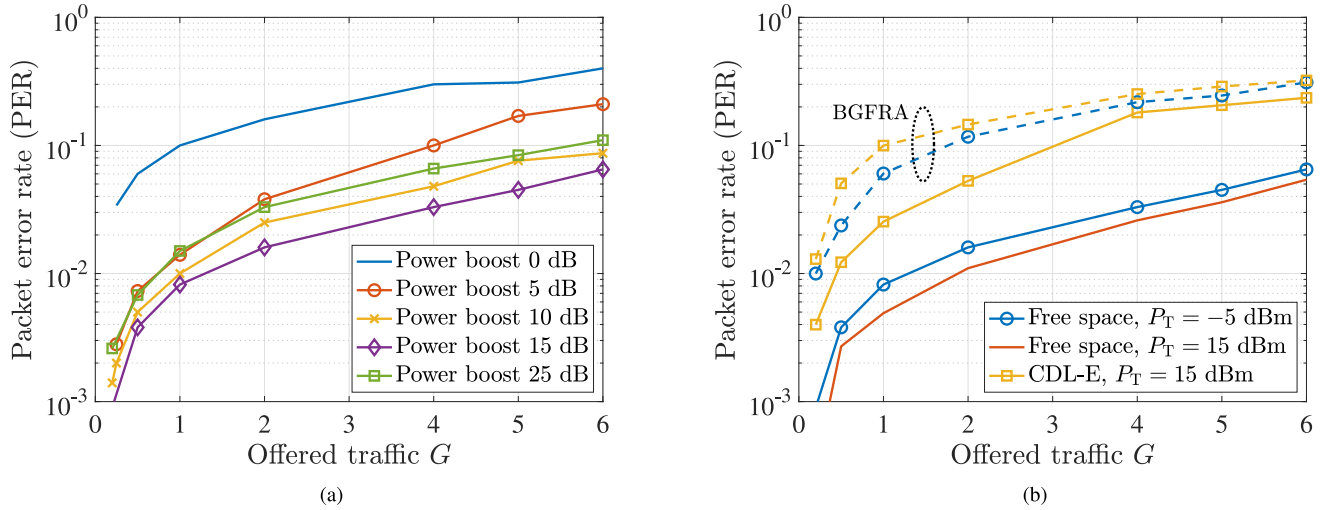 10^0
10^-1
10^-2
10^-3
Packet error rate (PER)
0 1 2 3 4 5 6
Offered traffic G
Power boost 0 dB
Power boost 5 dB
Power boost 10 dB
Power boost 15 dB
Power boost 25 dB
(a)
10^0
10^-1
10^-2
10^-3
Packet error rate (PER)
0 1 2 3 4 5 6
Offered traffic G
BGFRA
Free space, P_T = −5 dBm
Free space, P_T = 15 dBm
CDL-E, P_T = 15 dBm
(b)